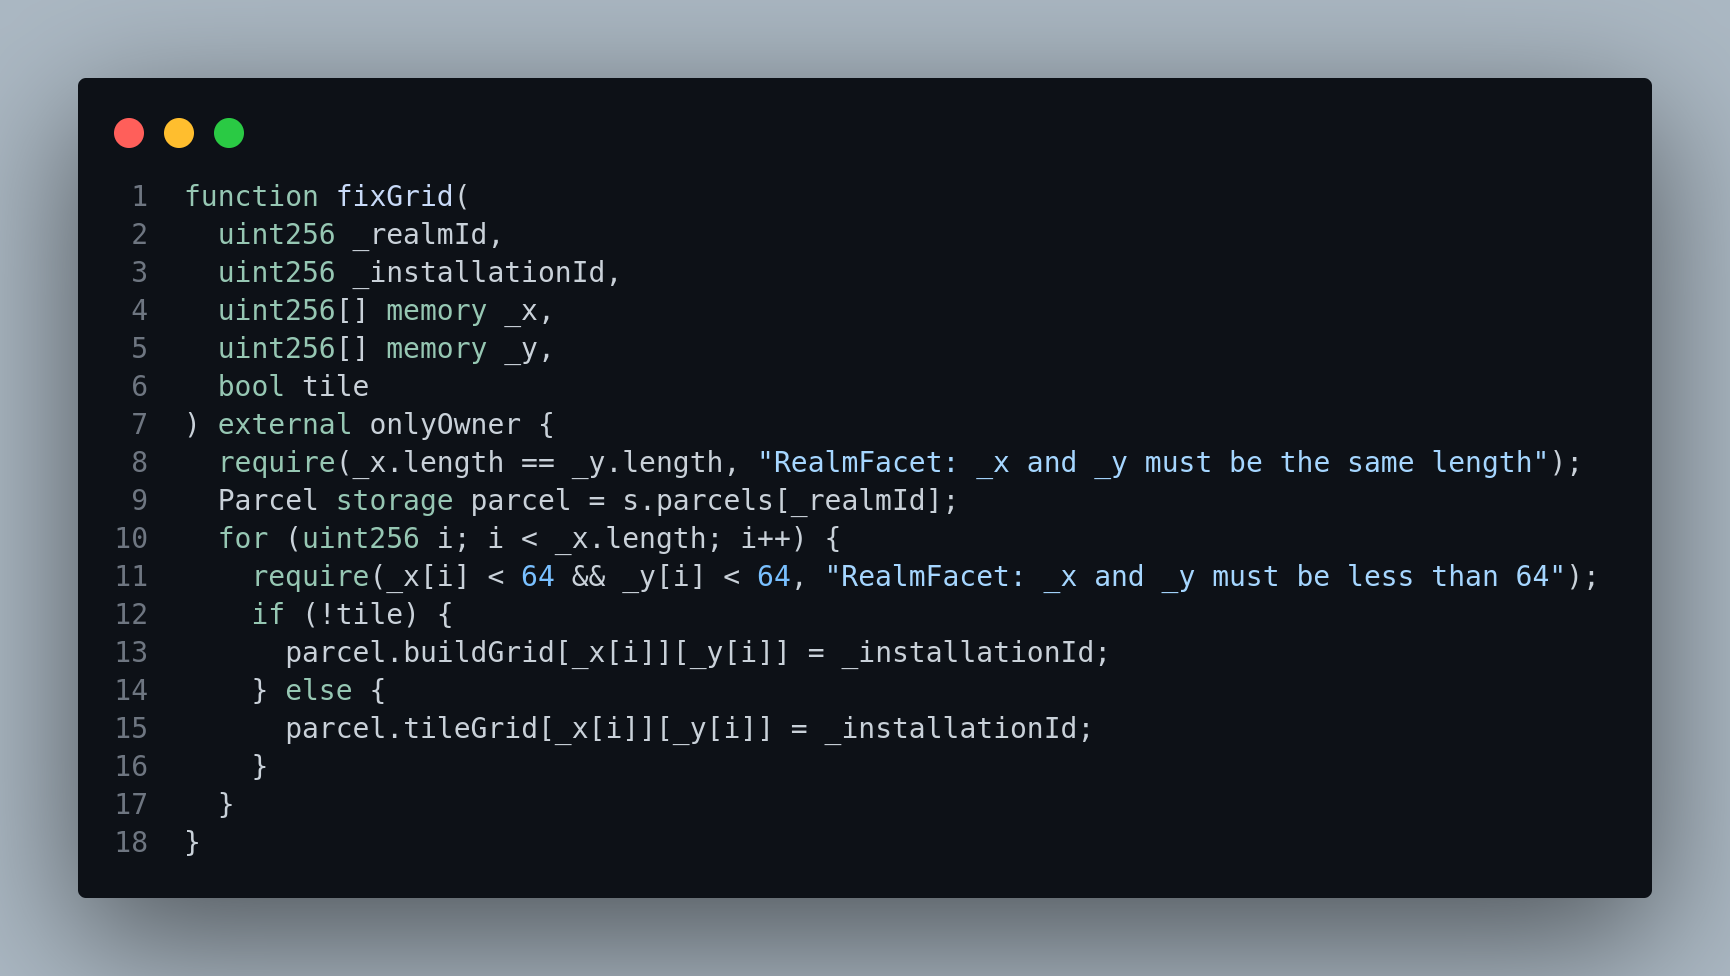 1 function fixGrid(
2   uint256 _realmId,
3   uint256 _installationId,
4   uint256[] memory _x,
5   uint256[] memory _y,
6   bool tile
7 ) external onlyOwner {
8   require(_x.length == _y.length, "RealmFacet: _x and _y must be the same length");
9   Parcel storage parcel = s.parcels[_realmId];
10   for (uint256 i; i < _x.length; i++) {
11     require(_x[i] < 64 && _y[i] < 64, "RealmFacet: _x and _y must be less than 64");
12     if (!tile) {
13       parcel.buildGrid[_x[i]][_y[i]] = _installationId;
14     } else {
15       parcel.tileGrid[_x[i]][_y[i]] = _installationId;
16     }
17   }
18 }